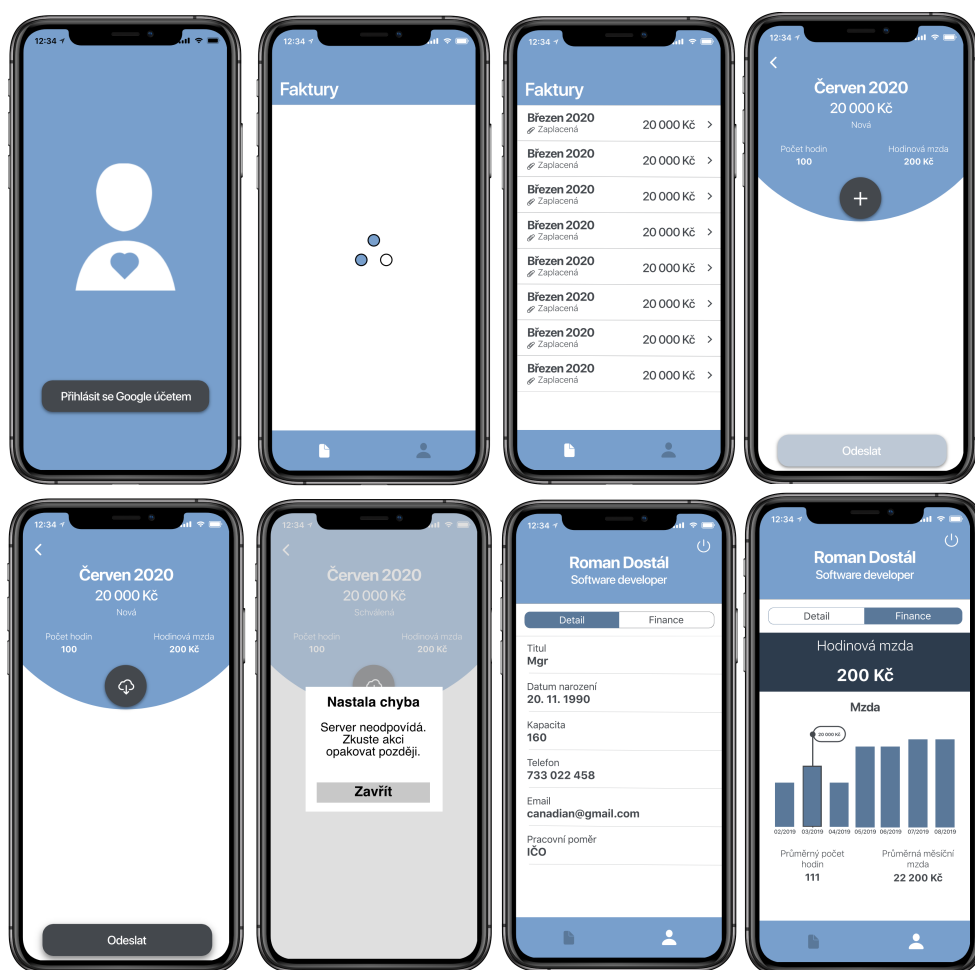 12:34
Přihlásit se Google účetem
12:34
Faktury
12:34
Faktury
Březen 2020
Zaplacená
20 000 Kč
Březen 2020
Zaplacená
20 000 Kč
Březen 2020
Zaplacená
20 000 Kč
Březen 2020
Zaplacená
20 000 Kč
Březen 2020
Zaplacená
20 000 Kč
Březen 2020
Zaplacená
20 000 Kč
Březen 2020
Zaplacená
20 000 Kč
Březen 2020
Zaplacená
20 000 Kč
12:34
Červen 2020
20 000 Kč
Nová
Počet hodin
100
Hodinová mzda
200 Kč
Odeslat
12:34
Červen 2020
20 000 Kč
Nová
Počet hodin
100
Hodinová mzda
200 Kč
Odeslat
12:34
Červen 2020
20 000 Kč
Schválená
Počet hodin
100
Hodinová mzda
200 Kč
Nastala chyba
Server neodpovídá.
Zkuste akci
opakovat později.
Zavřít
12:34
Roman Dostál
Software developer
Detail
Finance
Titul
Mgr
Datum narození
20. 11. 1990
Kapacita
160
Telefon
733 022 458
Email
canadian@gmail.com
Pracovní poměr
IČO
12:34
Roman Dostál
Software developer
Detail
Finance
Hodinová mzda
200 Kč
Mzda
20 000 Kč
02/2019 03/2019 04/2019 05/2019 06/2019 07/2019 08/2019
Průměrný počet
hodin
111
Průměrná měsíční
mzda
22 200 Kč